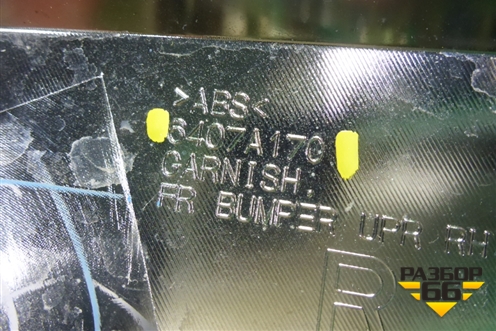 >ABS<
6407A170
GARNISH:
FR BUMPER UPR RH
R
РАЗБОР
66